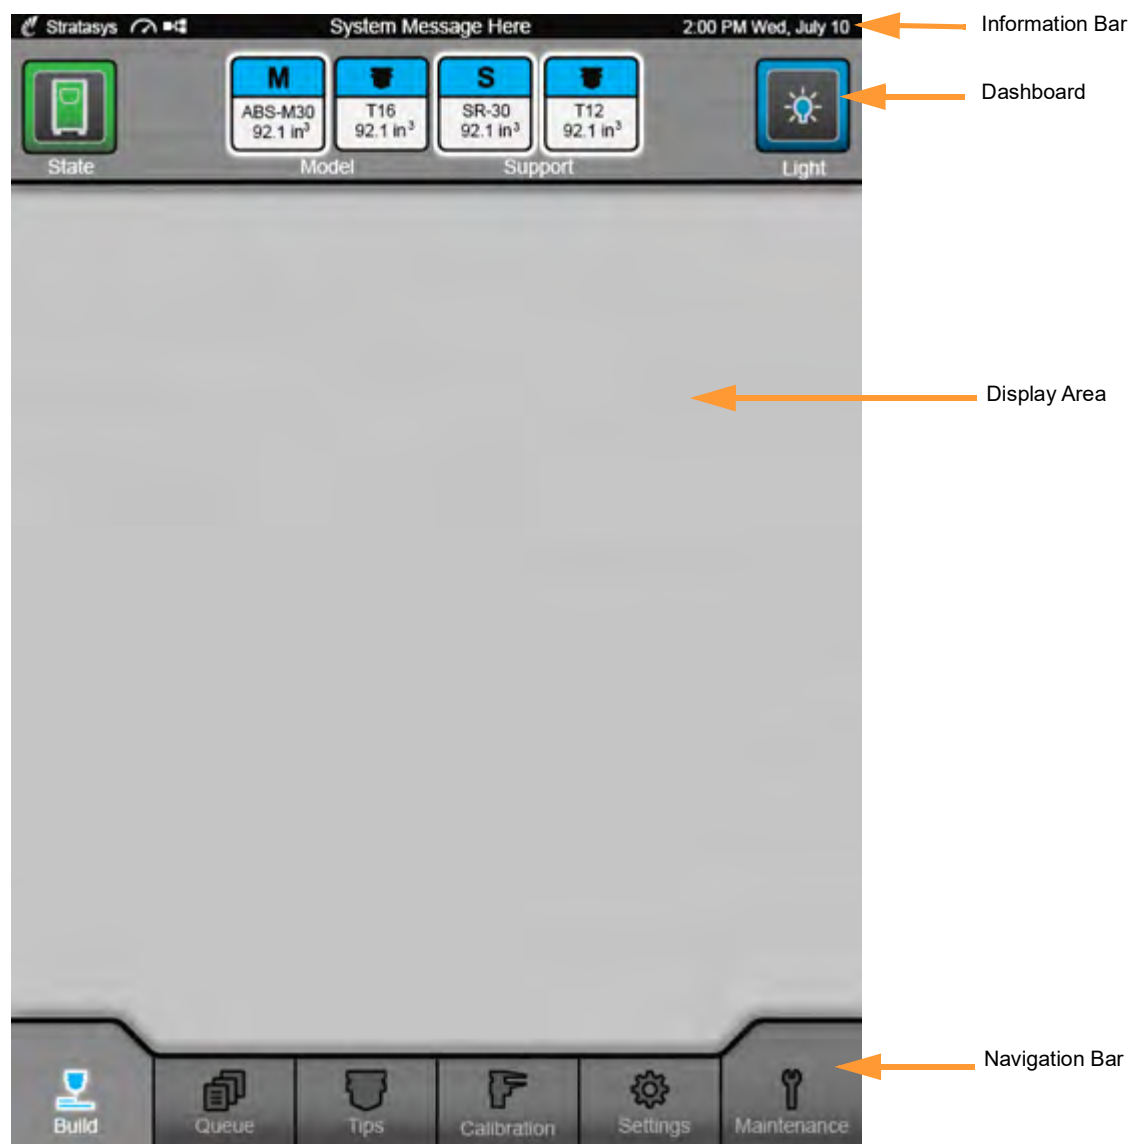 Stratasys System Message Here 2:00 PM Wed, July 10
Information Bar
Dashboard
M S
ABS-M30 T16 SR-30 T12
92.1 in³ 92.1 in³ 92.1 in³ 92.1 in³
State Model Support Light
Display Area
Navigation Bar
Build Queue Tips Calibration Settings Maintenance